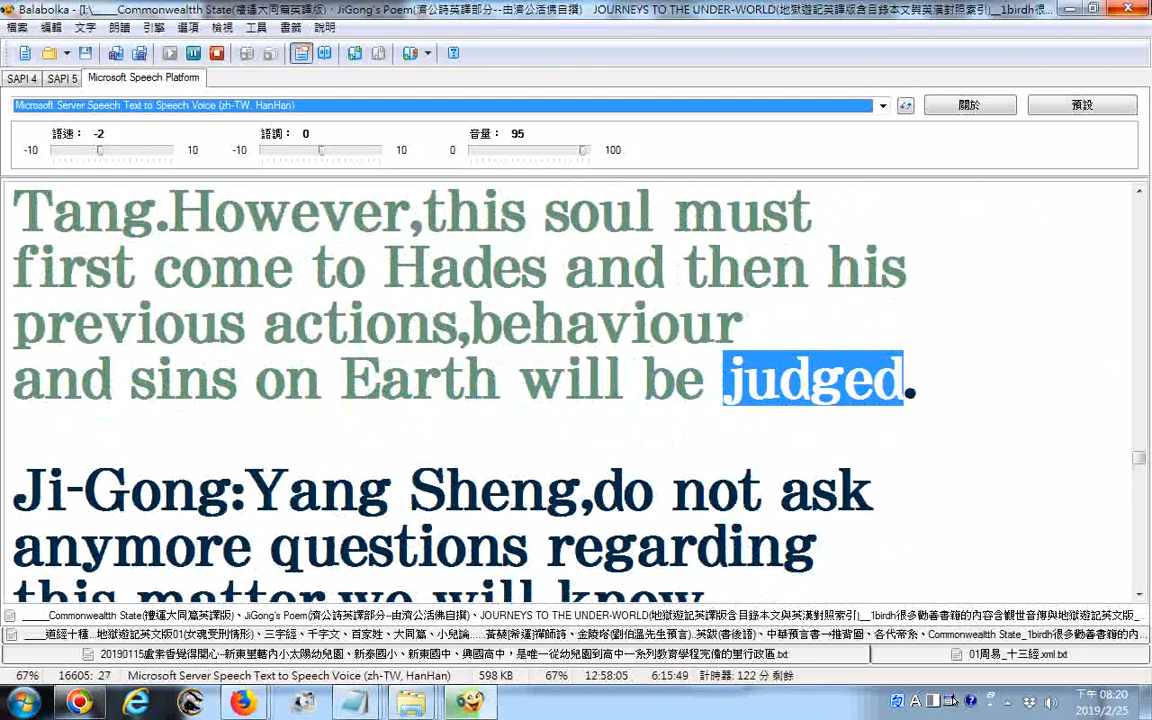 Balabolka - [I:\_____Commonwealtth State(禮運大同篇英譯版)、JiGong's Poem(濟公詩英譯部分--由濟公活佛自撰) JOURNEYS TO THE UNDER-WORLD(地獄遊記英譯版含目錄本文與英漢對照索引)__1birdh很...
檔案 編輯 文字 朗讀 引擎 選項 檢視 工具 書籤 說明
SAPI 4 SAPI 5 Microsoft Speech Platform
Microsoft Server Speech Text to Speech Voice (zh-TW, HanHan) 關於 預設
語速： -2 語調： 0 音量： 95
-10 10 -10 10 0 100
Tang.However,this soul must
first come to Hades and then his
previous actions,behaviour
and sins on Earth will be judged.
Ji-Gong:Yang Sheng,do not ask
anymore questions regarding
this matter,we will know
____Commonwealtth State(禮運大同篇英譯版)、JiGong's Poem(濟公詩英譯部分--由濟公活佛自撰)、JOURNEYS TO THE UNDER-WORLD(地獄遊記英譯版含目錄本文與英漢對照索引)__1birdh很多勸善書籍的內容含觀世音傳與地獄遊記英文版...
____道經十種...地獄遊記英文版01(女魂受刑情形)、三字經、千字文、百家姓、大同篇、小兒論......黃蘗[希運]禪師詩、金陵塔(劉伯溫先生預言)、燒餅歌(書後語)、中華預言書一推背圖、各代帝系、Commonwealth State_1birdh很多勸善書籍的內...
20190115盧素香覺得開心--新東里轄內小太陽幼兒園、新泰國小、新東國中、興國高中，是唯一從幼兒園到高中一系列教育學程完備的里行政區.txt 01周易_十三經.xml.txt
67% 16605: 27 Microsoft Server Speech Text to Speech Voice (zh-TW, HanHan) 598 KB 67% 12:58:05 6:15:49 計時器： 122 分 剩餘
下午 08:20
2019/2/25